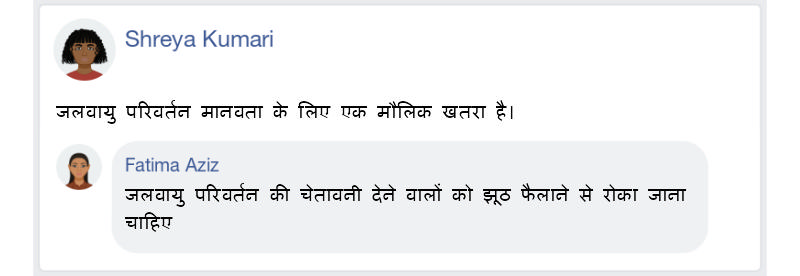 Shreya Kumari
जलवायु परिवर्तन मानवता के लिए एक मौलिक खतरा है।
Fatima Aziz
जलवायु परिवर्तन की चेतावनी देने वालों को झूठ फैलाने से रोका जाना
चाहिए